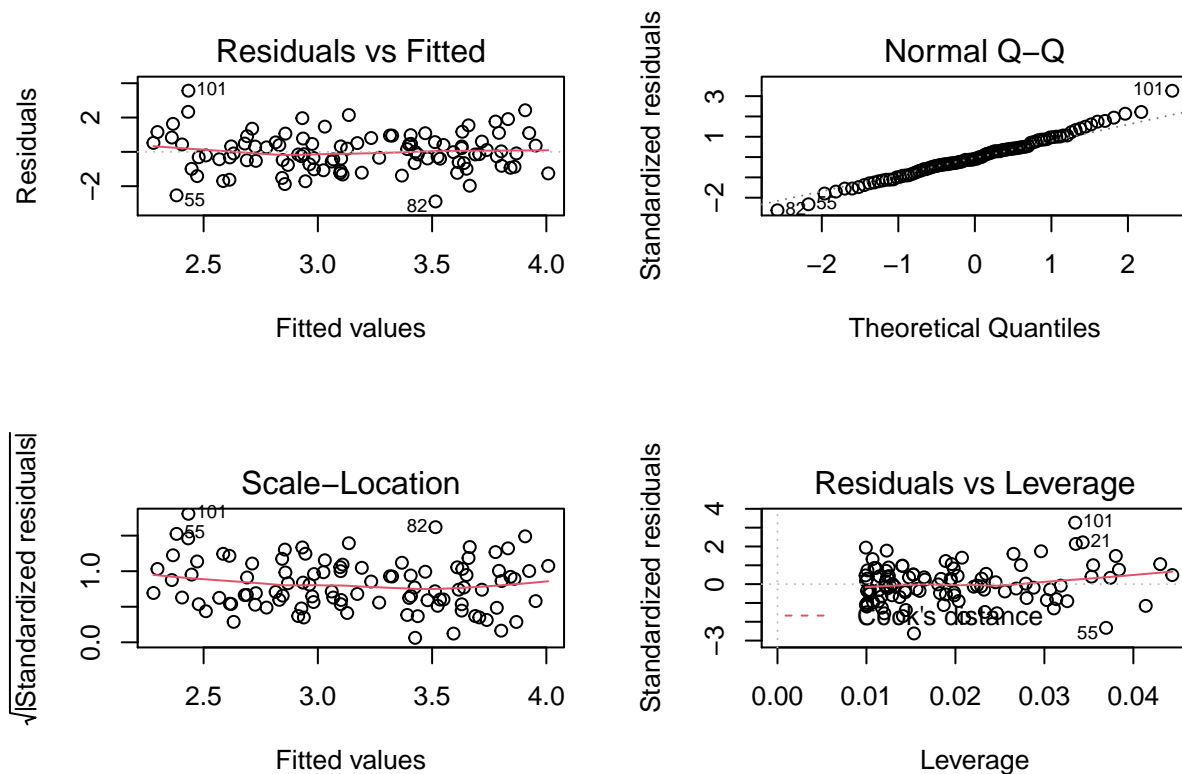 Residuals vs Fitted
Residuals
2
−2
101
55
82
2.5 3.0 3.5 4.0
Fitted values
Normal Q−Q
Standardized residuals
3
1
−2
101
82
55
−2 −1 0 1 2
Theoretical Quantiles
Scale−Location
√|Standardized residuals|
1.0
0.0
101
55
82
2.5 3.0 3.5 4.0
Fitted values
Residuals vs Leverage
Standardized residuals
4
2
0
−3
101
21
Cook's distance
55
0.00 0.01 0.02 0.03 0.04
Leverage